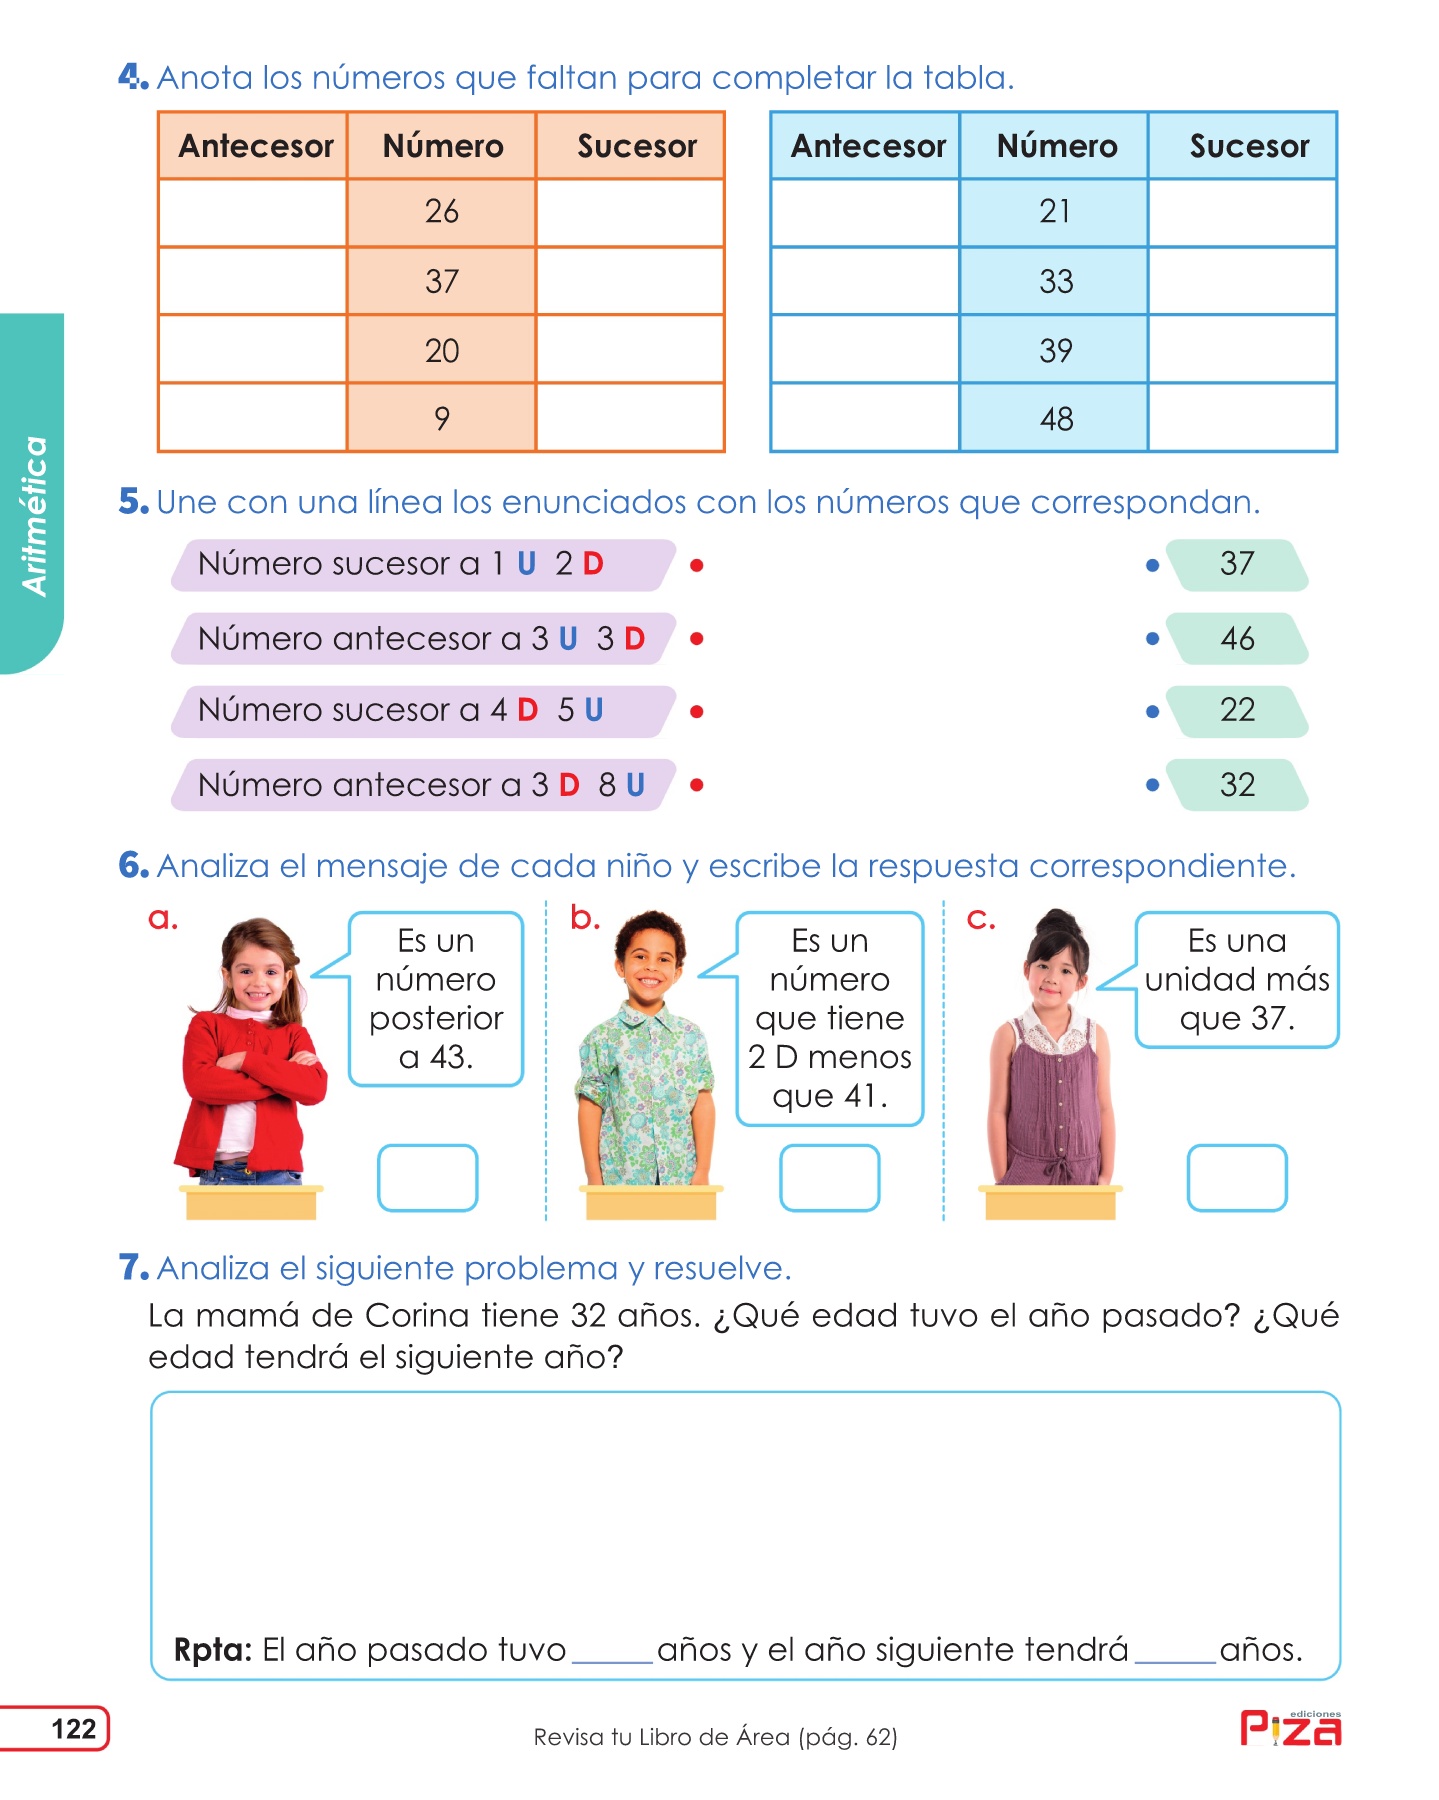 4. Anota los números que faltan para completar la tabla.
Antecesor Número Sucesor
26
37
20
9
Antecesor Número Sucesor
21
33
39
48
Aritmética
5. Une con una línea los enunciados con los números que correspondan.
Número sucesor a 1 U 2 D
37
Número antecesor a 3 U 3 D
46
Número sucesor a 4 D 5 U
22
Número antecesor a 3 D 8 U
32
6. Analiza el mensaje de cada niño y escribe la respuesta correspondiente.
a.
Es un
número
posterior
a 43.
b.
Es un
número
que tiene
2 D menos
que 41.
c.
Es una
unidad más
que 37.
7. Analiza el siguiente problema y resuelve.
La mamá de Corina tiene 32 años. ¿Qué edad tuvo el año pasado? ¿Qué
edad tendrá el siguiente año?
Rpta: El año pasado tuvo_____años y el año siguiente tendrá_____años.
122
Revisa tu Libro de Área (pág. 62)
ediciones
Piza